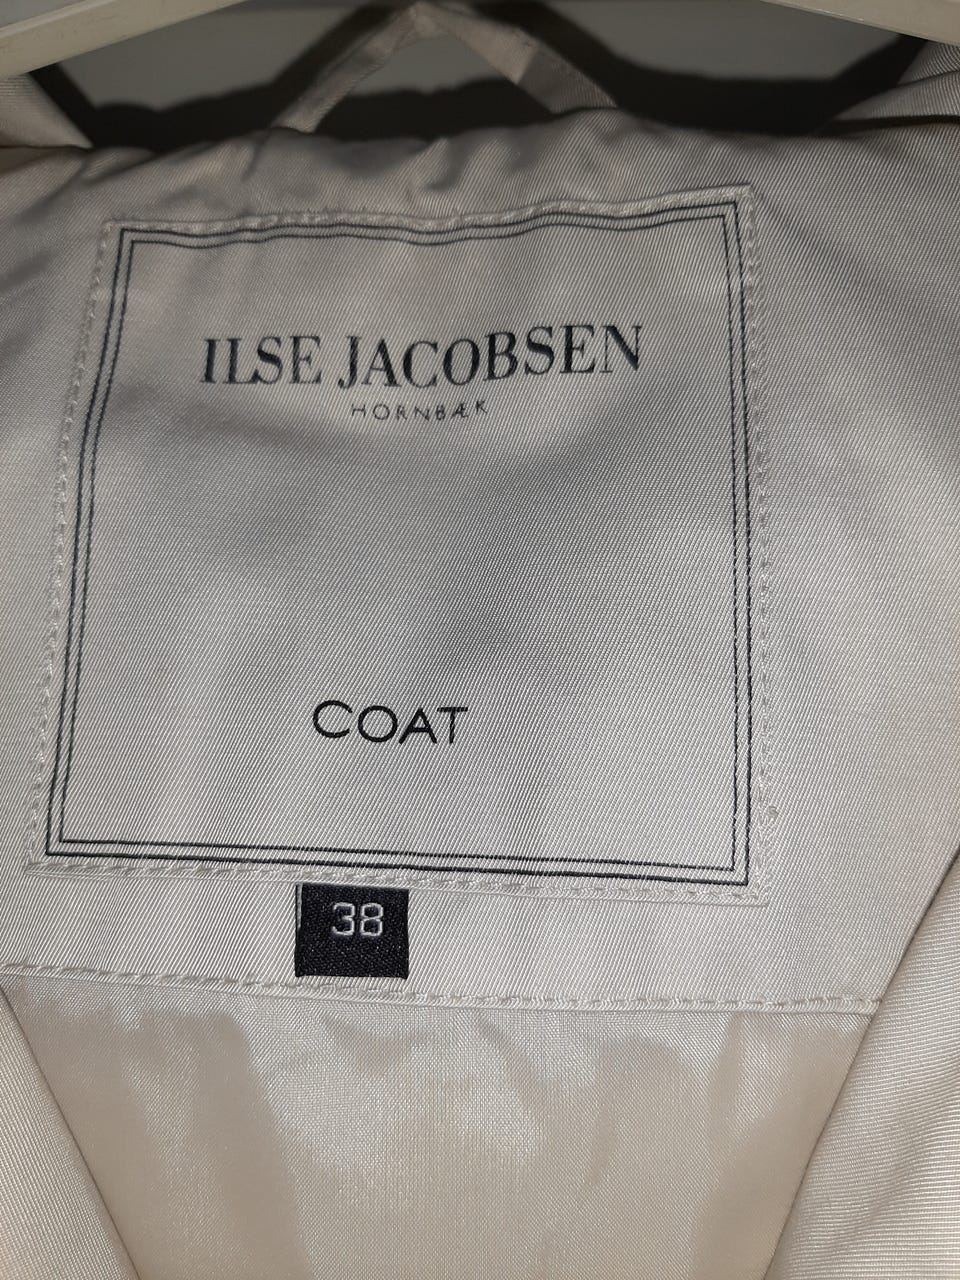 ILSE JACOBSEN
HORNBÆK
COAT
38